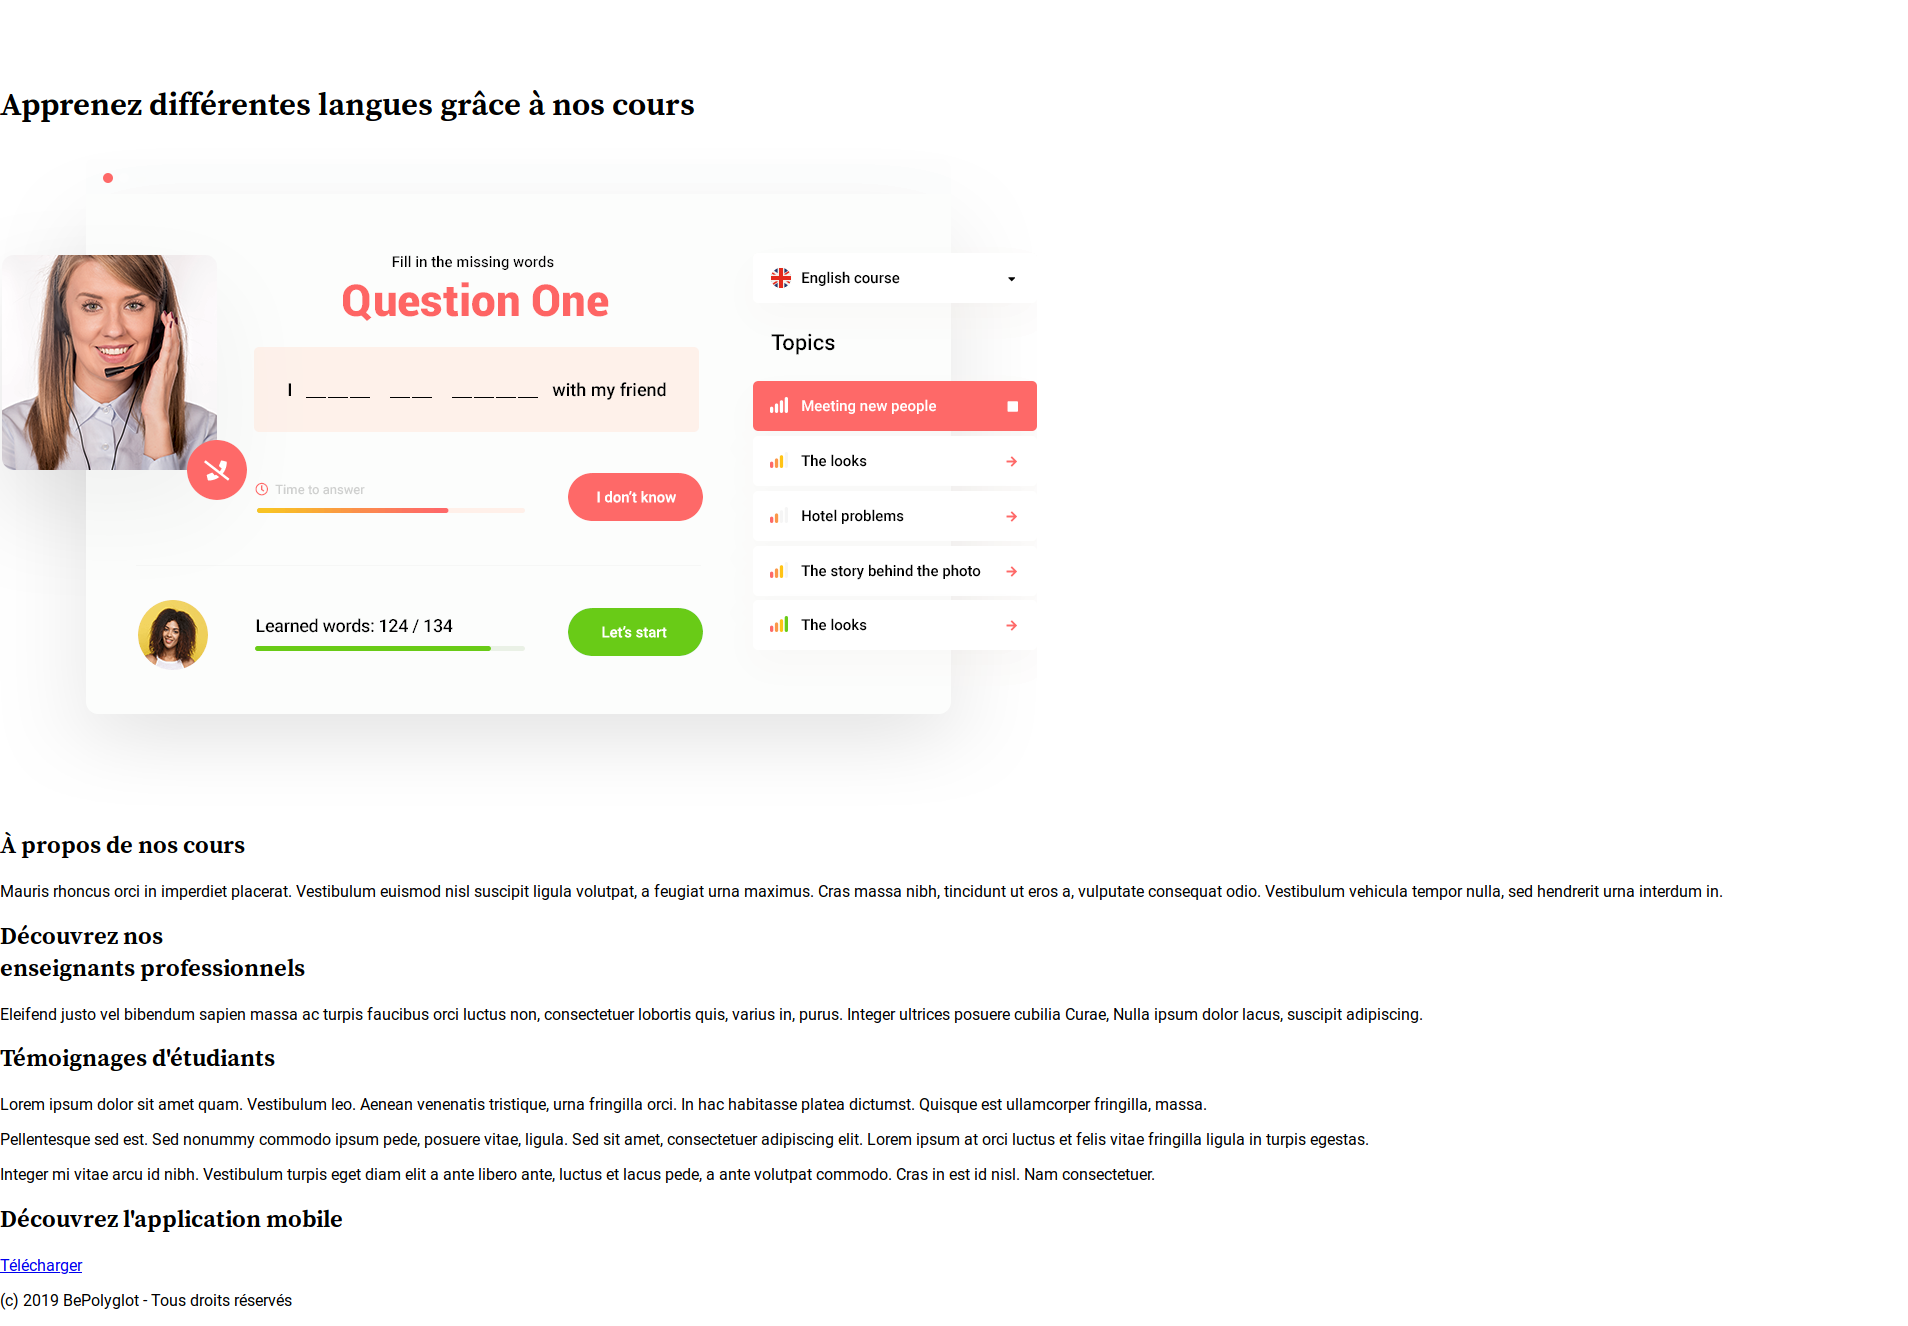 Apprenez différentes langues grâce à nos cours
Fill in the missing words
Question One
I ___ __ ____ with my friend
Time to answer
I don’t know
Learned words: 124 / 134
Let’s start
English course
Topics
Meeting new people
The looks
Hotel problems
The story behind the photo
The looks
À propos de nos cours
Mauris rhoncus orci in imperdiet placerat. Vestibulum euismod nisl suscipit ligula volutpat, a feugiat urna maximus. Cras massa nibh, tincidunt ut eros a, vulputate consequat odio. Vestibulum vehicula tempor nulla, sed hendrerit urna interdum in.
Découvrez nos
enseignants professionnels
Eleifend justo vel bibendum sapien massa ac turpis faucibus orci luctus non, consectetuer lobortis quis, varius in, purus. Integer ultrices posuere cubilia Curae, Nulla ipsum dolor lacus, suscipit adipiscing.
Témoignages d'étudiants
Lorem ipsum dolor sit amet quam. Vestibulum leo. Aenean venenatis tristique, urna fringilla orci. In hac habitasse platea dictumst. Quisque est ullamcorper fringilla, massa.
Pellentesque sed est. Sed nonummy commodo ipsum pede, posuere vitae, ligula. Sed sit amet, consectetuer adipiscing elit. Lorem ipsum at orci luctus et felis vitae fringilla ligula in turpis egestas.
Integer mi vitae arcu id nibh. Vestibulum turpis eget diam elit a ante libero ante, luctus et lacus pede, a ante volutpat commodo. Cras in est id nisl. Nam consectetuer.
Découvrez l'application mobile
Télécharger
(c) 2019 BePolyglot - Tous droits réservés